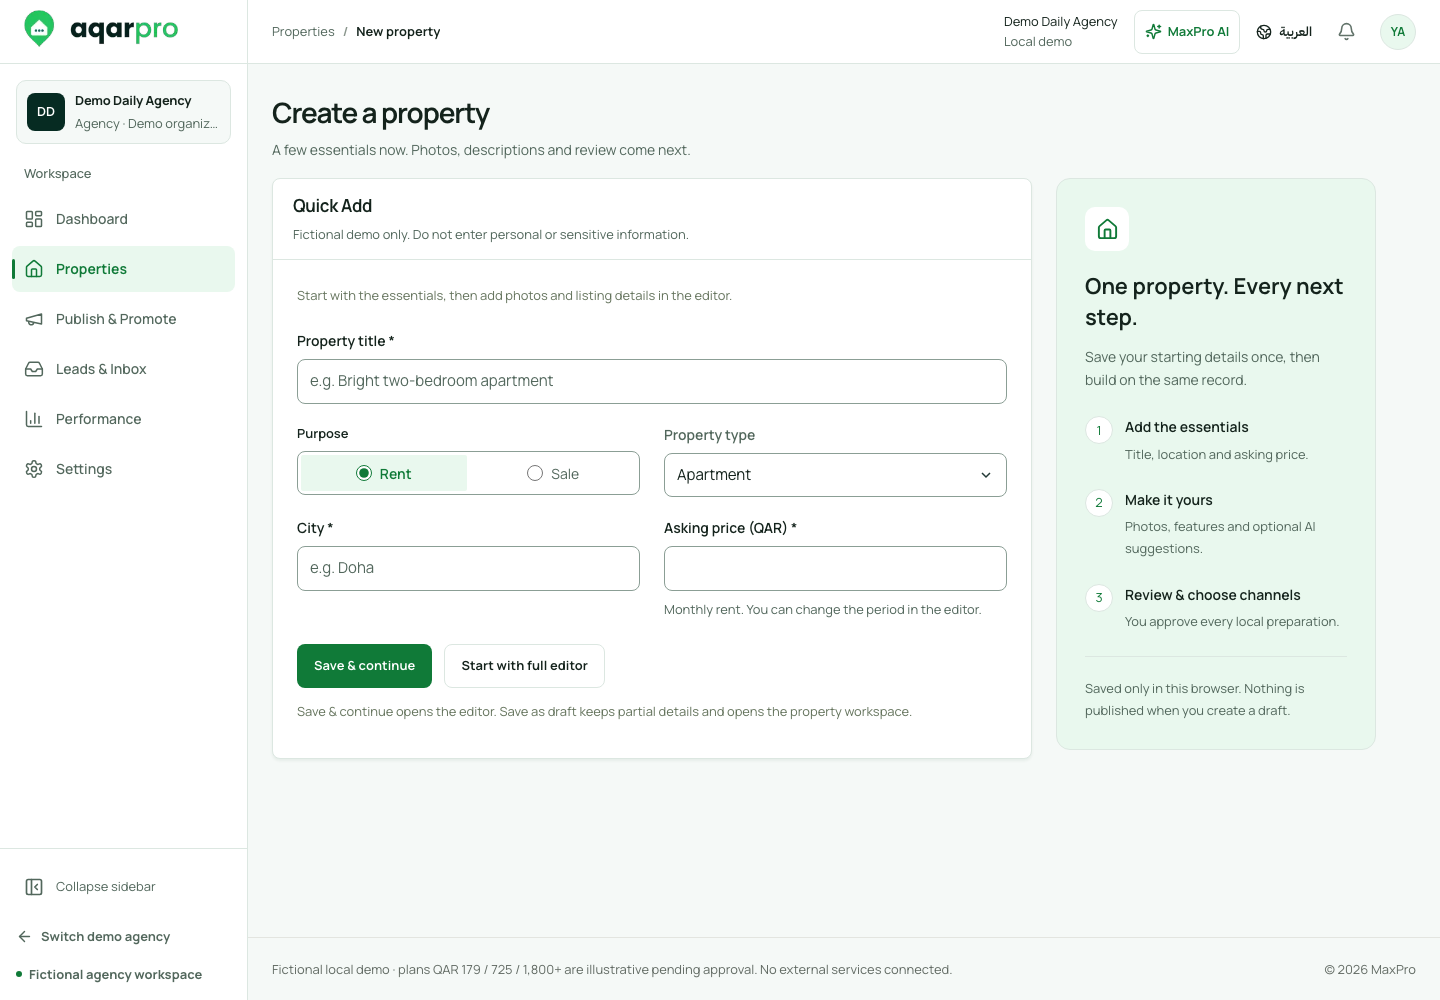 aqarpro
Properties / New property
Demo Daily Agency
Local demo
MaxPro AI
العربية
YA
DD
Demo Daily Agency
Agency · Demo organiz...
Workspace
Dashboard
Properties
Publish & Promote
Leads & Inbox
Performance
Settings
Collapse sidebar
Switch demo agency
Fictional agency workspace
Create a property
A few essentials now. Photos, descriptions and review come next.
Quick Add
Fictional demo only. Do not enter personal or sensitive information.
Start with the essentials, then add photos and listing details in the editor.
Property title *
e.g. Bright two-bedroom apartment
Purpose
Rent
Sale
Property type
Apartment
City *
e.g. Doha
Asking price (QAR) *
Monthly rent. You can change the period in the editor.
Save & continue
Start with full editor
Save & continue opens the editor. Save as draft keeps partial details and opens the property workspace.
One property. Every next
step.
Save your starting details once, then
build on the same record.
1
Add the essentials
Title, location and asking price.
2
Make it yours
Photos, features and optional AI
suggestions.
3
Review & choose channels
You approve every local preparation.
Saved only in this browser. Nothing is
published when you create a draft.
Fictional local demo · plans QAR 179 / 725 / 1,800+ are illustrative pending approval. No external services connected.
© 2026 MaxPro